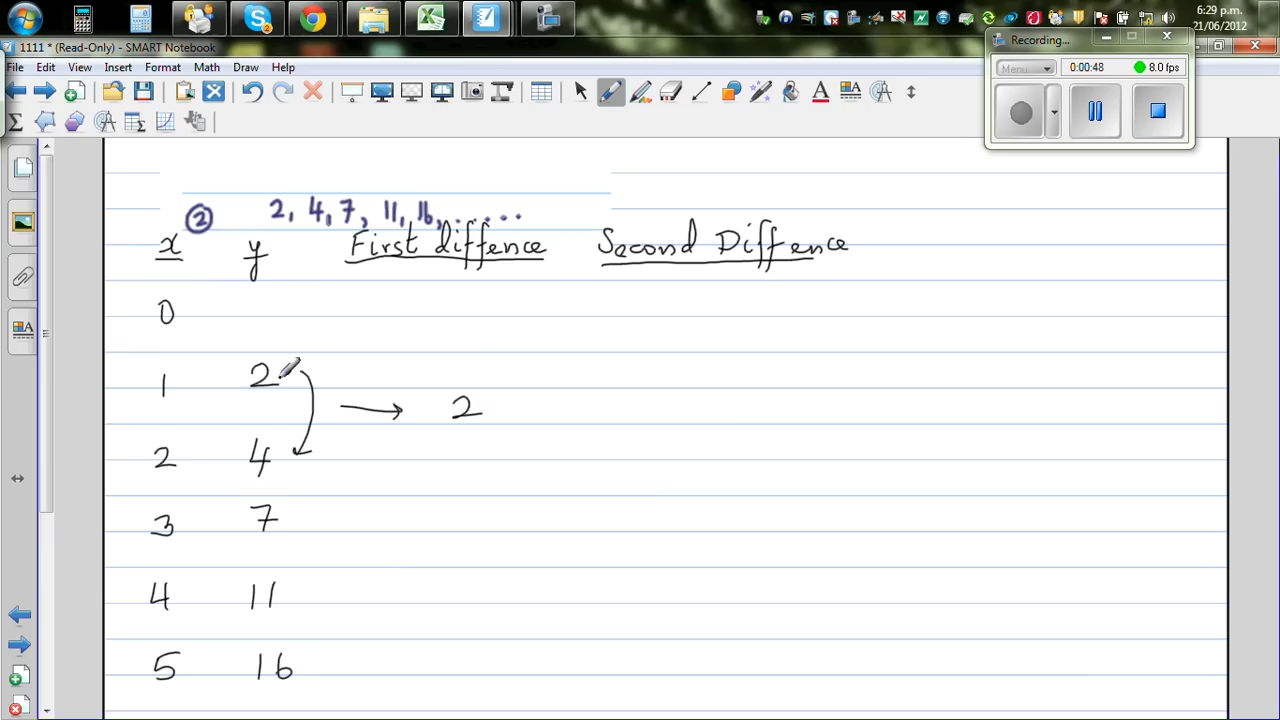 6:29 p.m.
21/06/2012
1111 * (Read-Only) - SMART Notebook
Recording...
File Edit View Insert Format Math Draw Help
Menu 0:00:48 8.0 fps
② 2, 4, 7, 11, 16, ......
x y First diffence Second Diffence
0
1 2
2
2 4
3 7
4 11
5 16